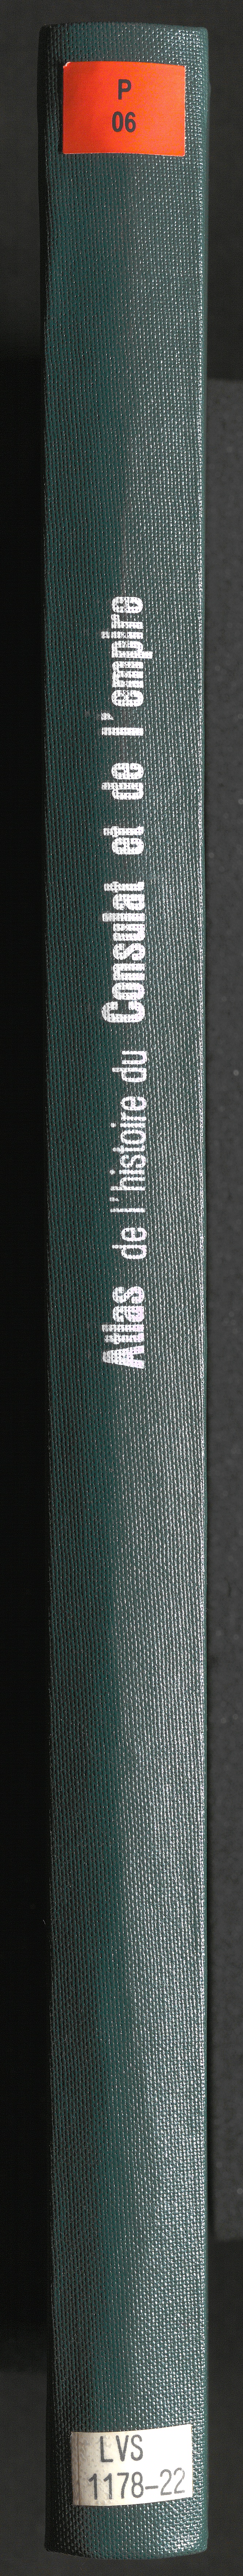 P
06
Atlas de l'histoire du Consulat et de l'empire
LVS
1178-22